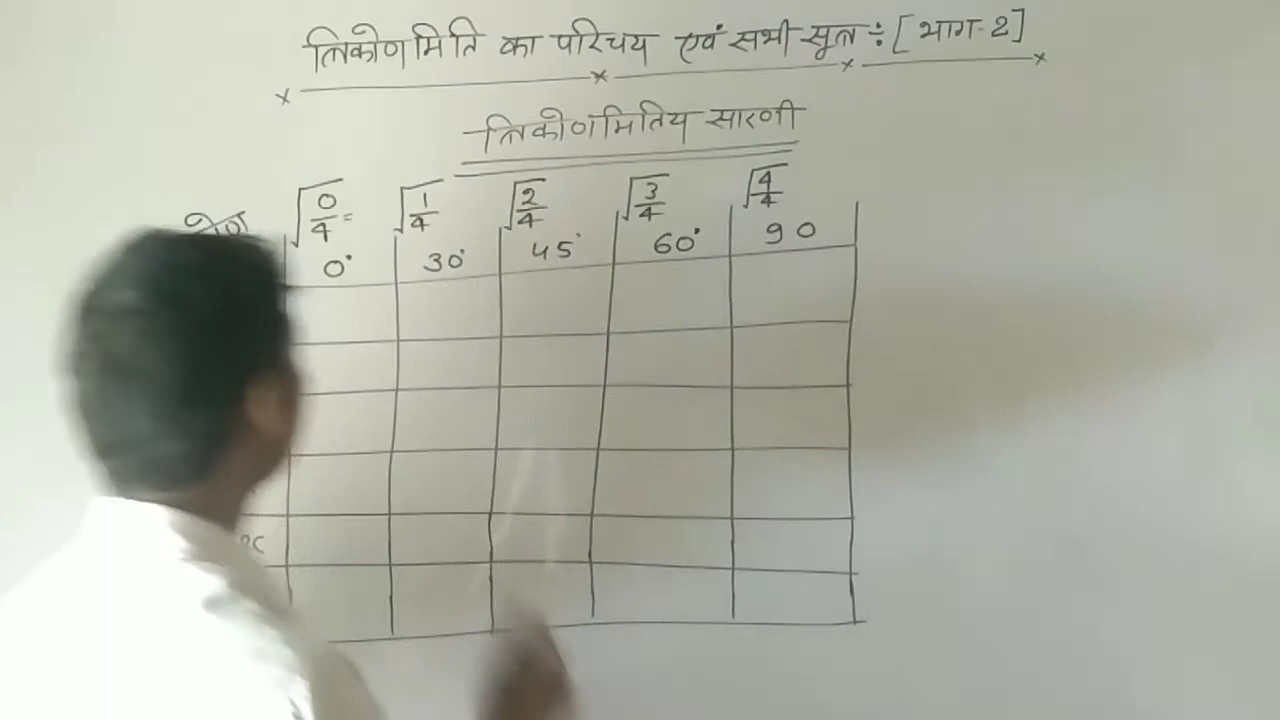 त्रिकोणमिति का परिचय एवं सभी सूत्र ÷ [भाग-2]
त्रिकोणमितिय सारणी
कोण √0/4 = √1/4 √2/4 √3/4 √4/4
0° 30° 45° 60° 90